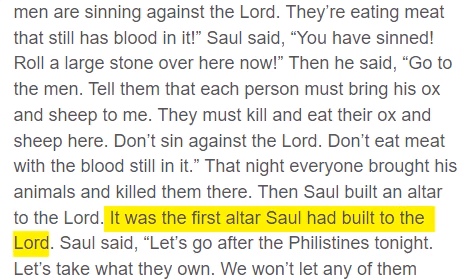 men are sinning against the Lord. They’re eating meat
that still has blood in it!” Saul said, “You have sinned!
Roll a large stone over here now!” Then he said, “Go to
the men. Tell them that each person must bring his ox
and sheep to me. They must kill and eat their ox and
sheep here. Don’t sin against the Lord. Don’t eat meat
with the blood still in it.” That night everyone brought his
animals and killed them there. Then Saul built an altar
to the Lord. It was the first altar Saul had built to the
Lord. Saul said, “Let’s go after the Philistines tonight.
Let’s take what they own. We won’t let any of them